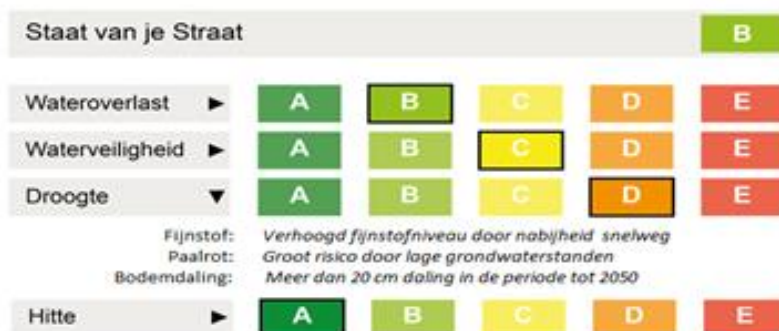 Staat van je Straat B
Wateroverlast ► A B C D E
Waterveiligheid ► A B C D E
Droogte ▼ A B C D E
Fijnstof: Verhoogd fijnstofniveau door nabijheid snelweg
Paalrot: Groot risico door lage grondwaterstanden
Bodemdaling: Meer dan 20 cm daling in de periode tot 2050
Hitte ► A B C D E